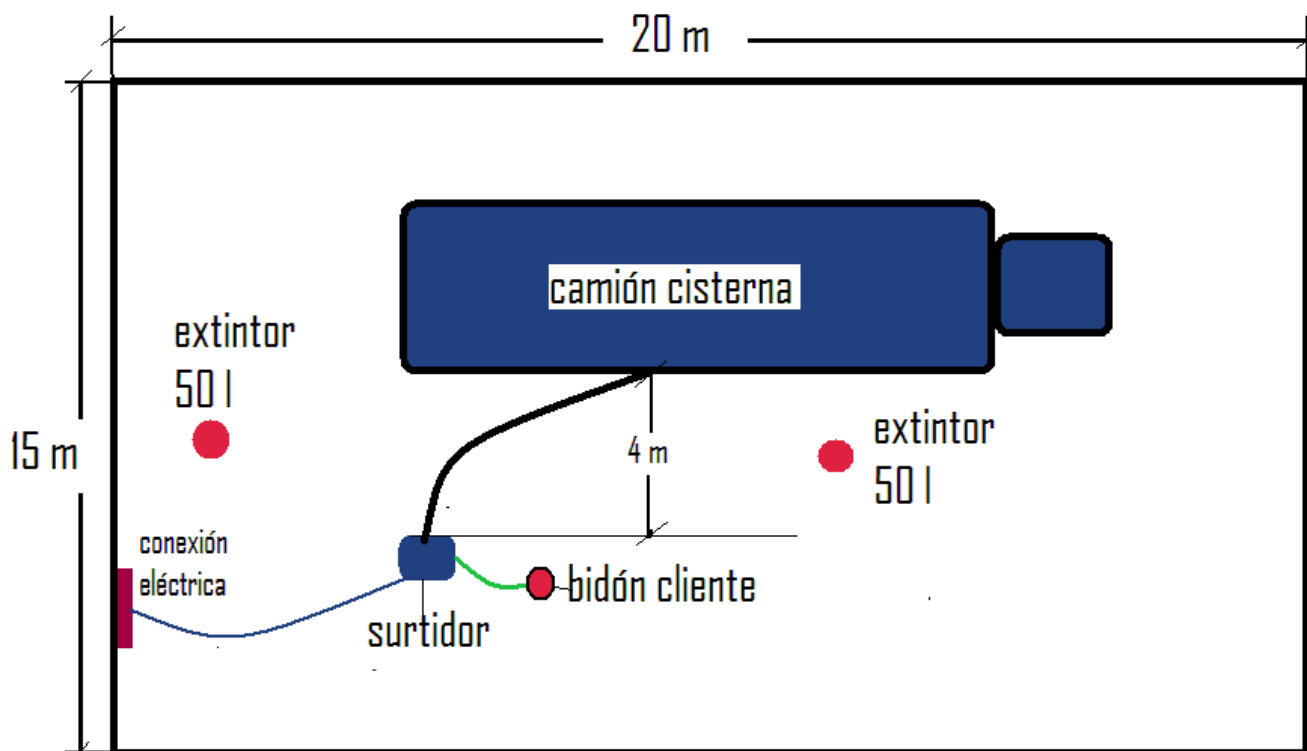 20 m
camión cisterna
extintor
50 l
15 m
4 m
extintor
50 l
conexión
eléctrica
bidón cliente
surtidor